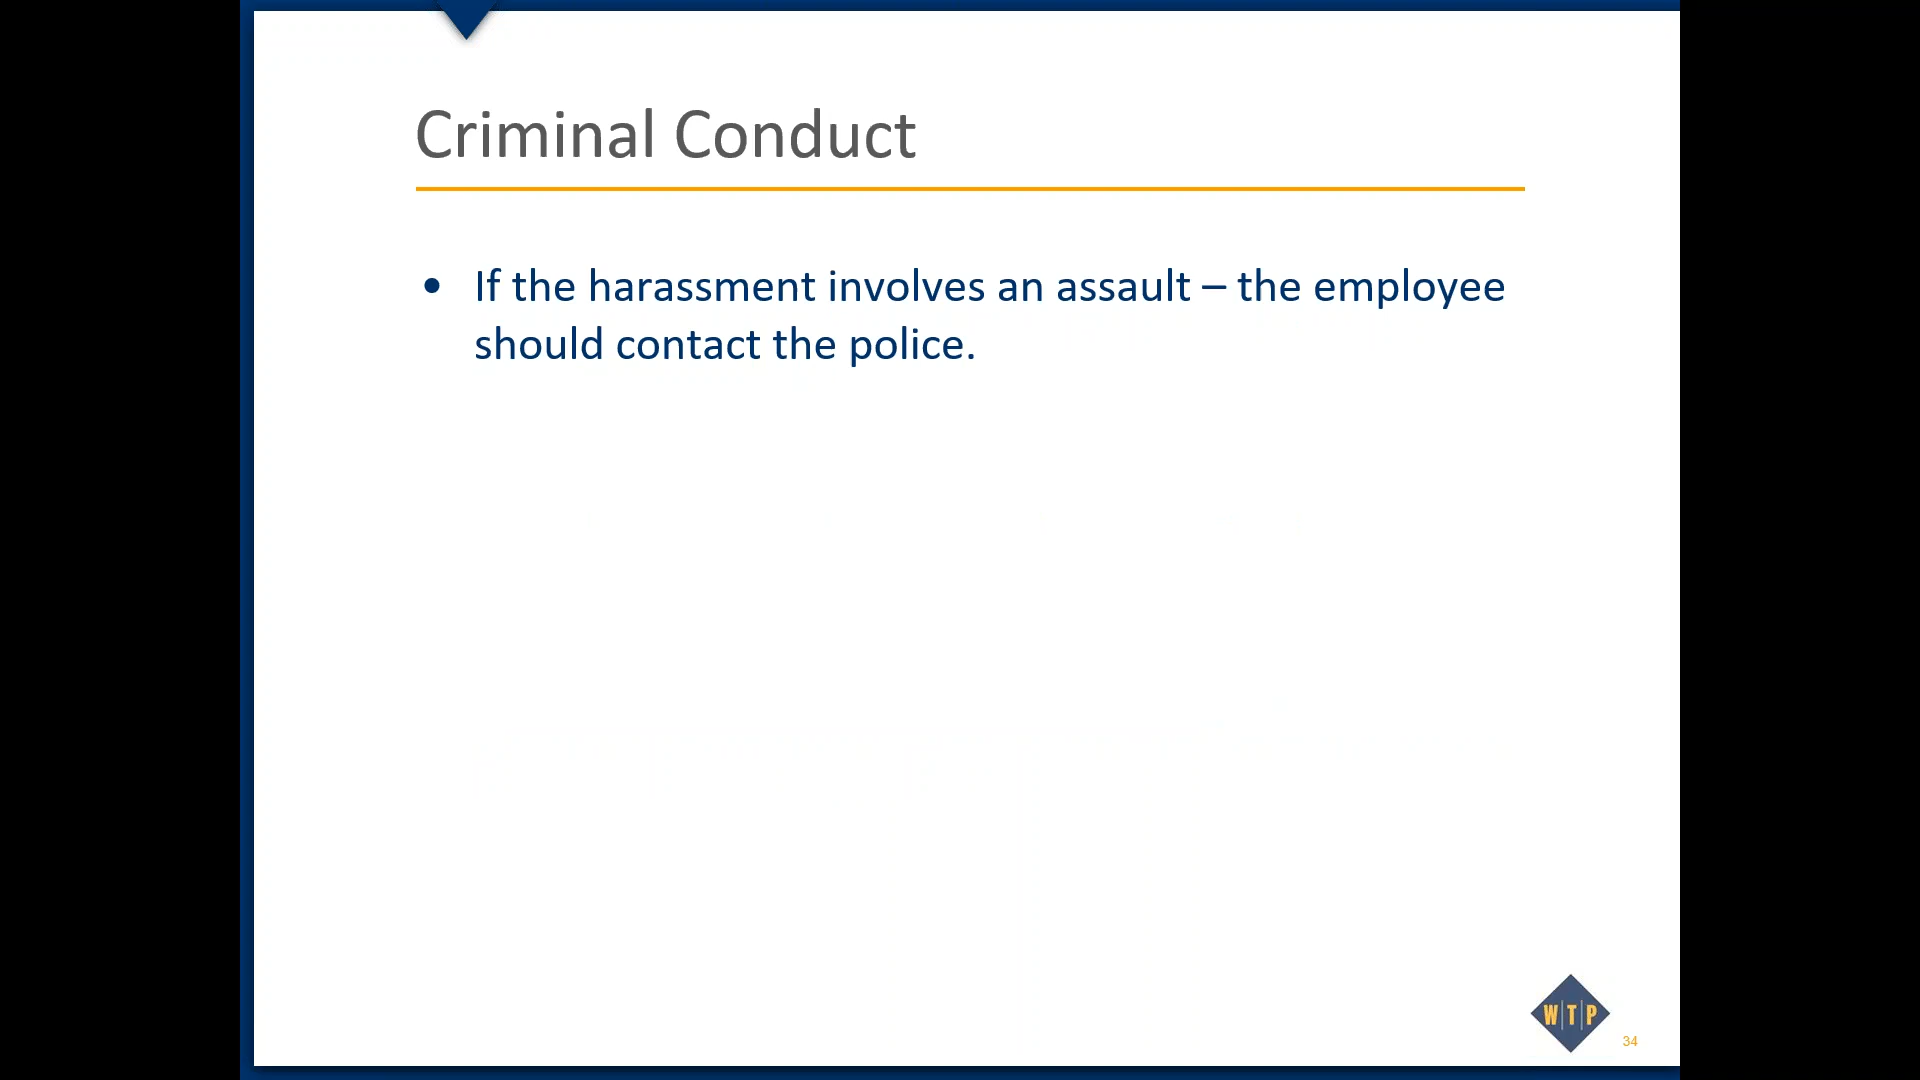 Criminal Conduct
• If the harassment involves an assault – the employee
should contact the police.
W|T|P
34